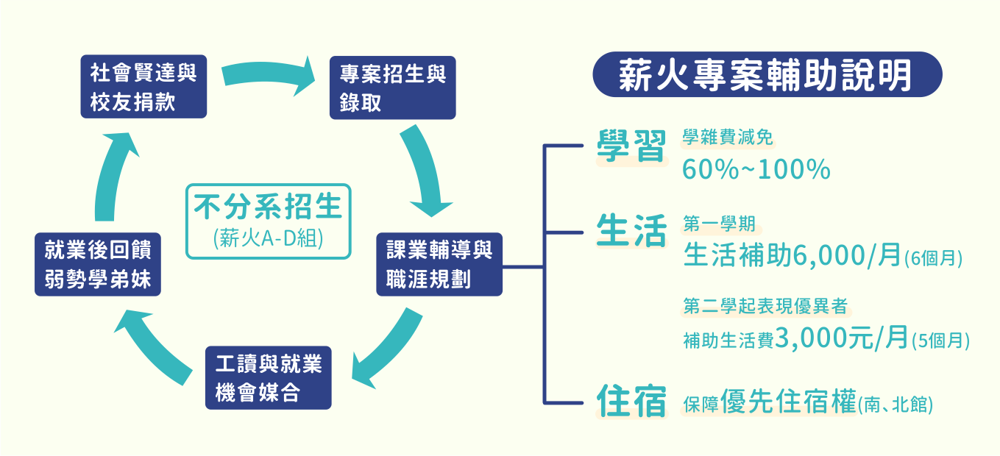 社會賢達與
校友捐款
專案招生與
錄取
課業輔導與
職涯規劃
工讀與就業
機會媒合
就業後回饋
弱勢學弟妹
不分系招生
(薪火A-D組)
薪火專案輔助說明
學習
學雜費減免
60%~100%
生活
第一學期
生活補助6,000/月(6個月)
第二學起表現優異者
補助生活費3,000元/月(5個月)
住宿
保障優先住宿權(南、北館)